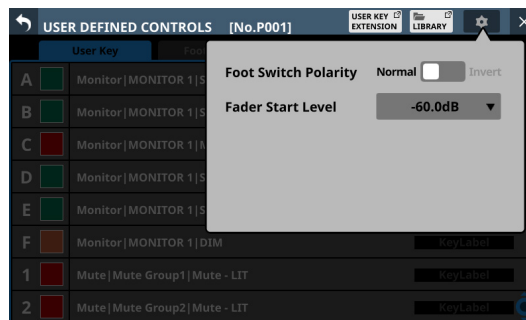 USER DEFINED CONTROLS [No.P001]
USER KEY EXTENSION
LIBRARY
User Key
Foot Switch Polarity Normal Invert
Fader Start Level -60.0dB
A Monitor|MONITOR 1|S
B Monitor|MONITOR 1|S
C Monitor|MONITOR 1|
D Monitor|MONITOR 1|S
E Monitor|MONITOR 1|S
F Monitor|MONITOR 1|DIM KeyLabel
1 Mute|Mute Group1|Mute - LIT KeyLabel
2 Mute|Mute Group2|Mute - LIT KeyLabel